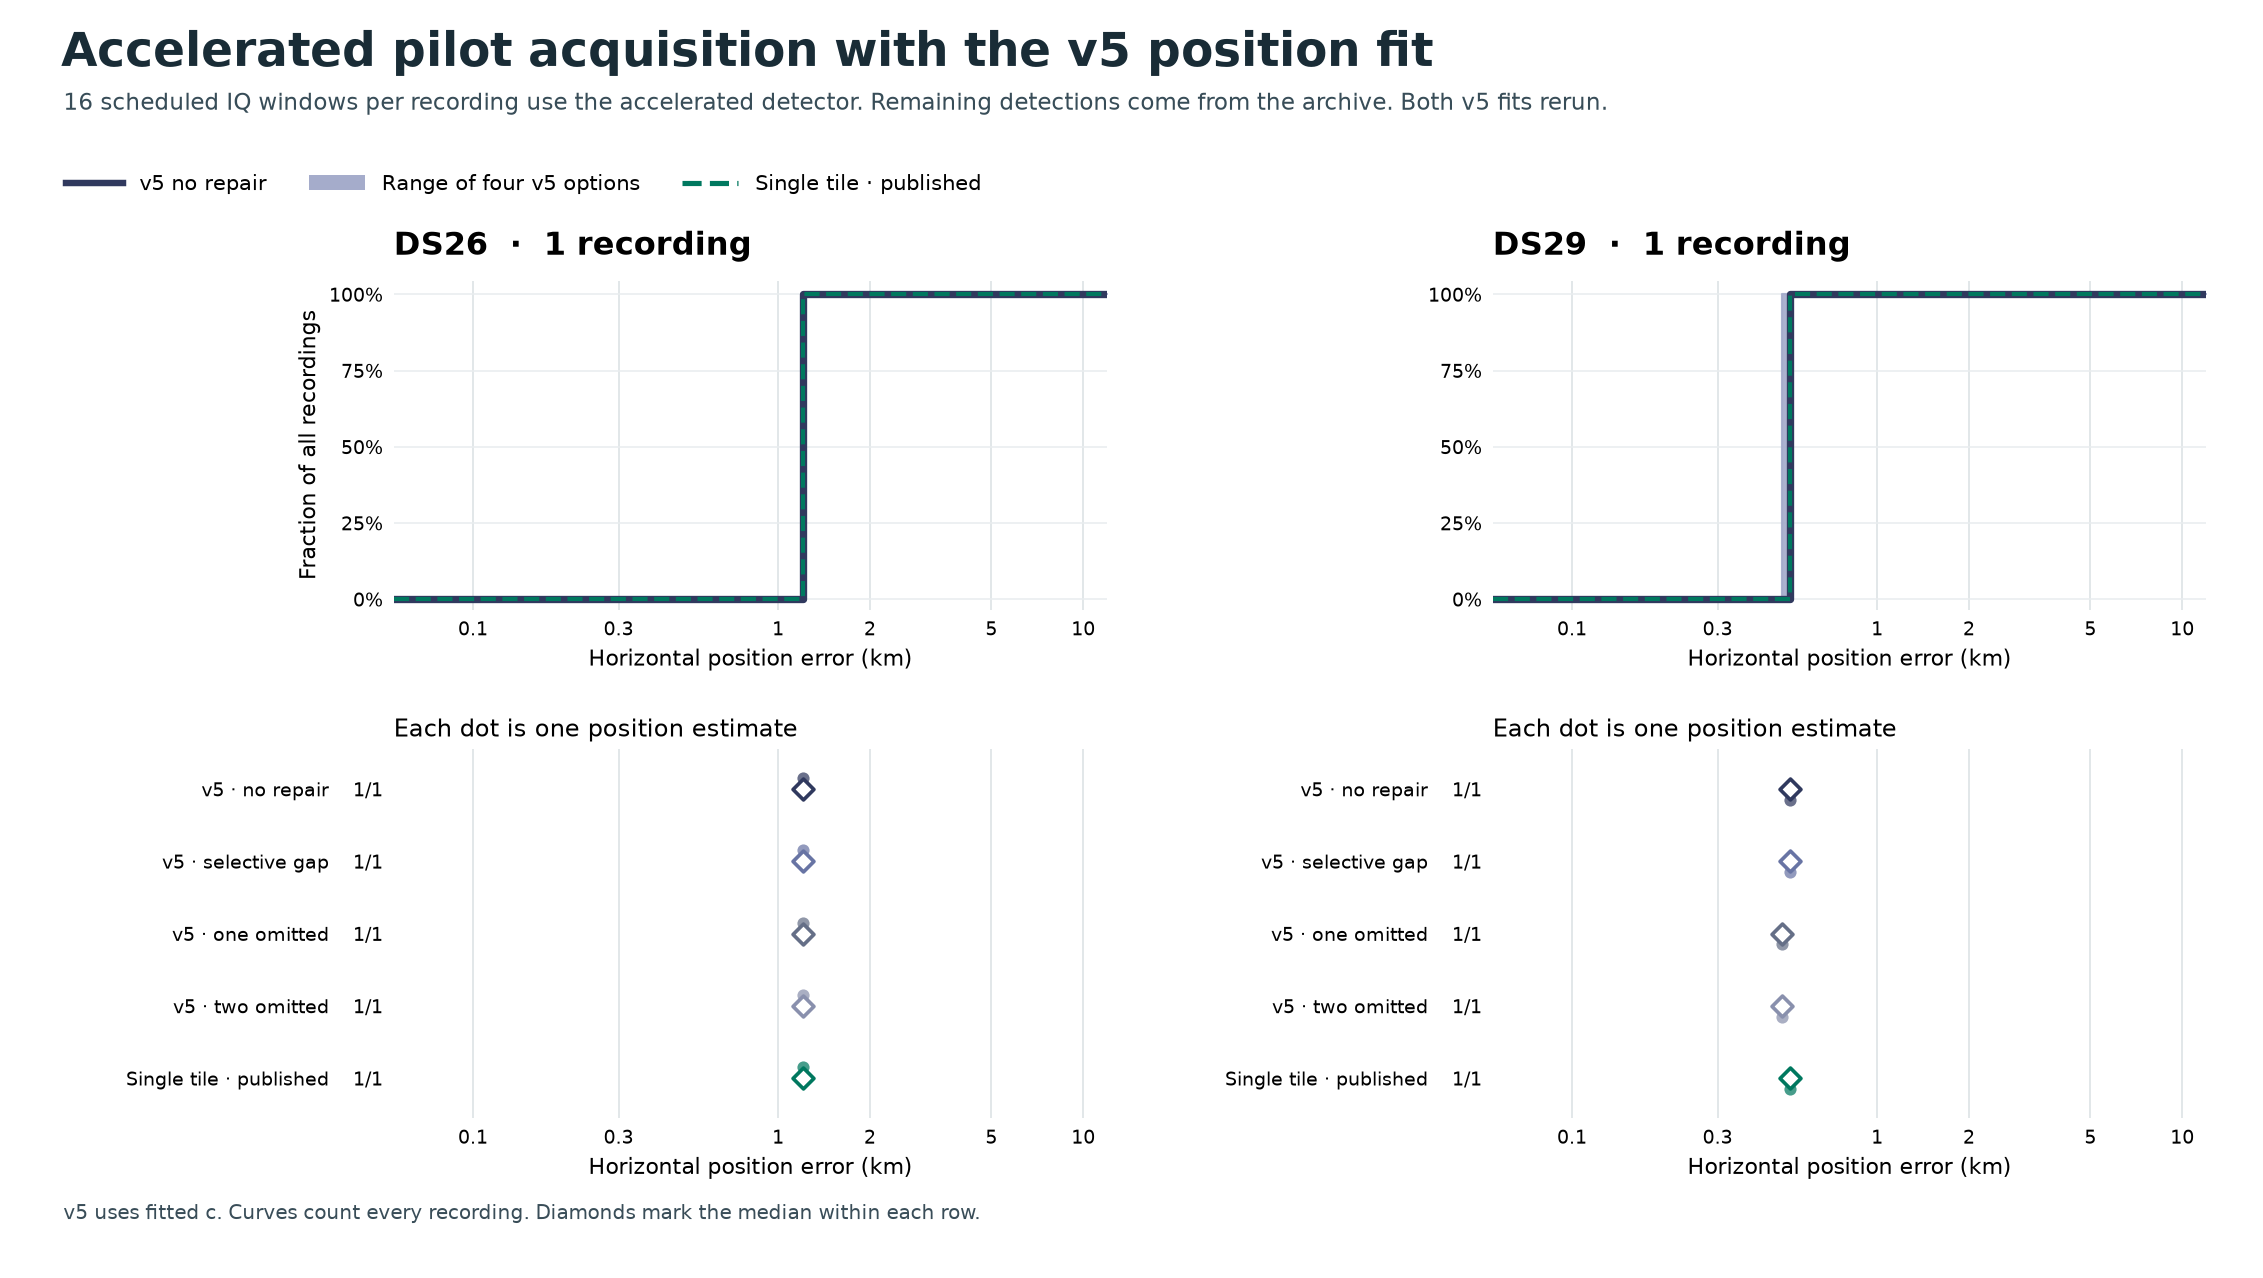 Accelerated pilot acquisition with the v5 position fit
16 scheduled IQ windows per recording use the accelerated detector. Remaining detections come from the archive. Both v5 fits rerun.
v5 no repair
Range of four v5 options
Single tile · published
DS26 · 1 recording
Fraction of all recordings
100%
75%
50%
25%
0%
0.1 0.3 1 2 5 10
Horizontal position error (km)
DS29 · 1 recording
100%
75%
50%
25%
0%
0.1 0.3 1 2 5 10
Horizontal position error (km)
Each dot is one position estimate
v5 · no repair 1/1
v5 · selective gap 1/1
v5 · one omitted 1/1
v5 · two omitted 1/1
Single tile · published 1/1
0.1 0.3 1 2 5 10
Horizontal position error (km)
Each dot is one position estimate
v5 · no repair 1/1
v5 · selective gap 1/1
v5 · one omitted 1/1
v5 · two omitted 1/1
Single tile · published 1/1
0.1 0.3 1 2 5 10
Horizontal position error (km)
v5 uses fitted c. Curves count every recording. Diamonds mark the median within each row.